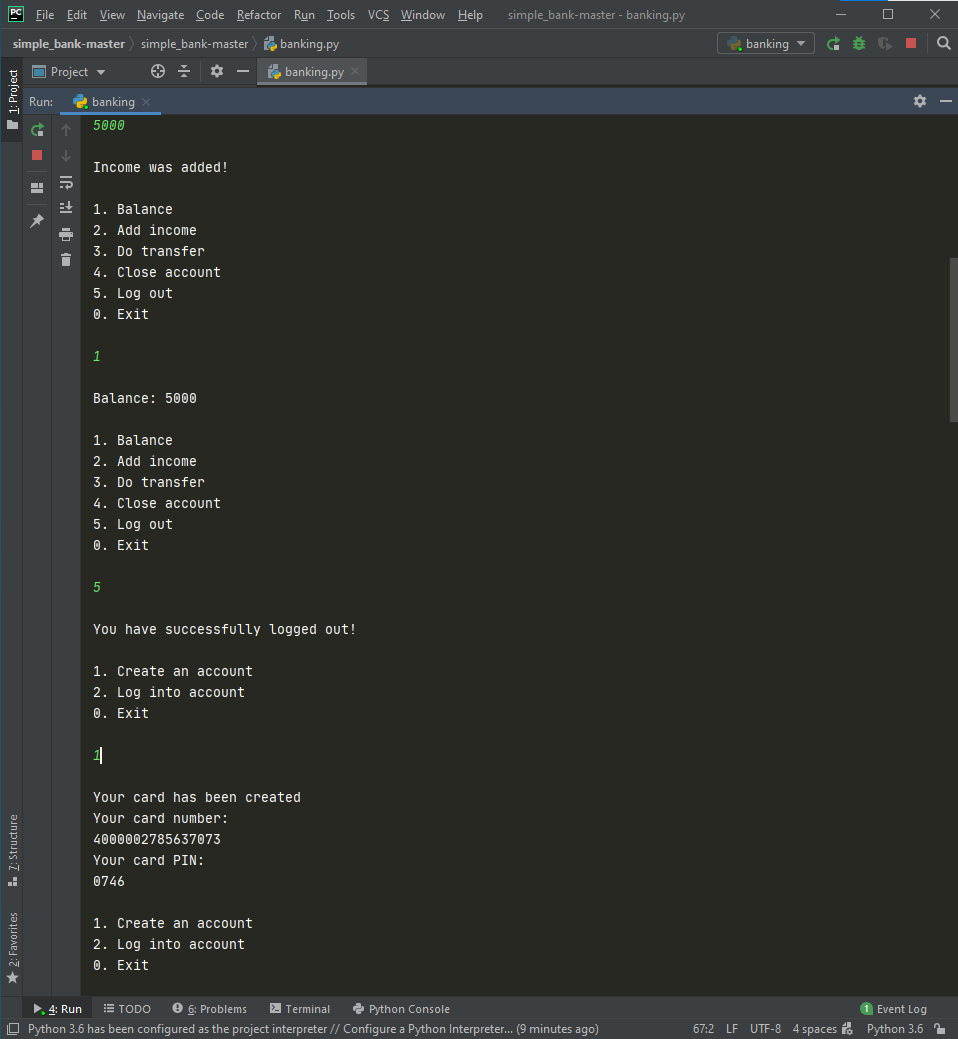 PC File Edit View Navigate Code Refactor Run Tools VCS Window Help simple_bank-master - banking.py
simple_bank-master simple_bank-master banking.py banking
1: Project Project banking.py
Run: banking
5000
Income was added!
1. Balance
2. Add income
3. Do transfer
4. Close account
5. Log out
0. Exit
1
Balance: 5000
1. Balance
2. Add income
3. Do transfer
4. Close account
5. Log out
0. Exit
5
You have successfully logged out!
1. Create an account
2. Log into account
0. Exit
1
Your card has been created
Your card number:
4000002785637073
Your card PIN:
0746
1. Create an account
2. Log into account
0. Exit
7: Structure
2: Favorites
4: Run TODO 6: Problems Terminal Python Console 1 Event Log
Python 3.6 has been configured as the project interpreter // Configure a Python Interpreter... (9 minutes ago) 67:2 LF UTF-8 4 spaces Python 3.6